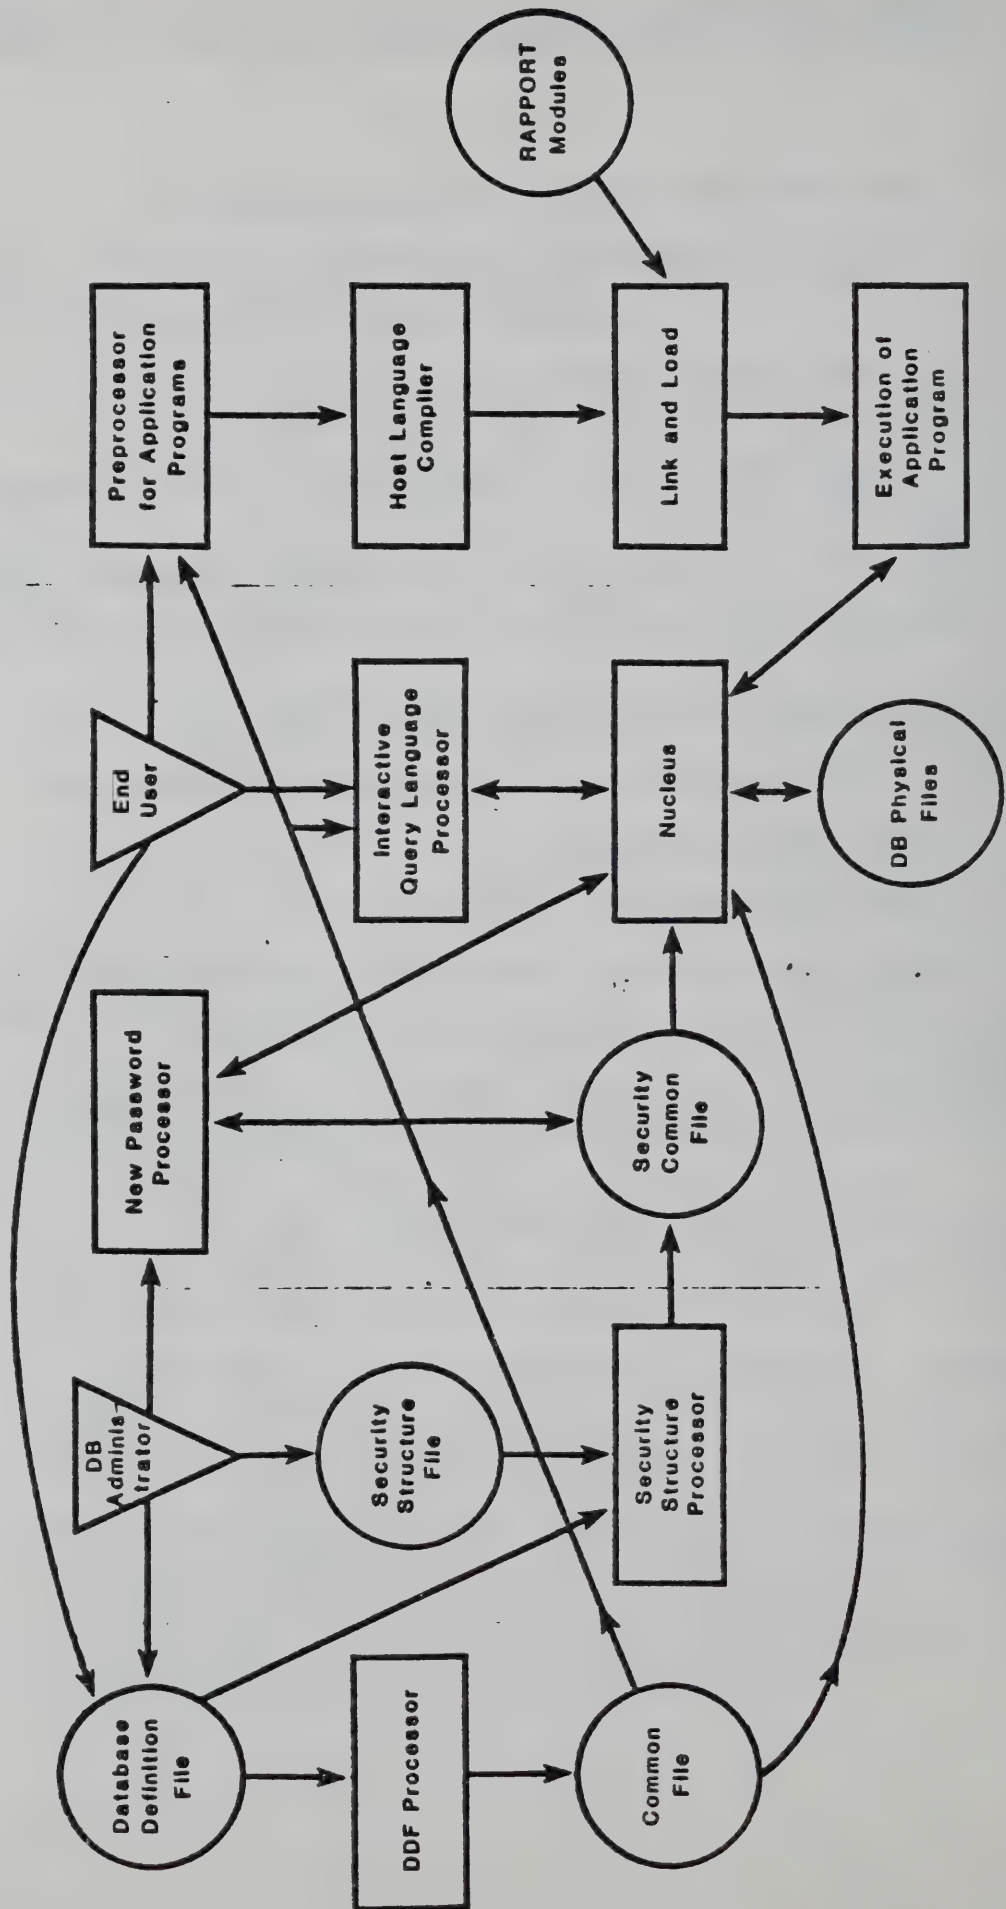 Database
Definition
File
DB
Adminis-
trator
New Password
Processor
End
User
Preprocessor
for Application
Programs
DDF Processor
Security
Structure
File
Interactive
Query Language
Processor
Host Language
Compiler
Common
File
Security
Structure
Processor
Security
Common
File
Nucleus
Link and Load
RAPPORT
Modules
DB Physical
Files
Execution of
Application
Program